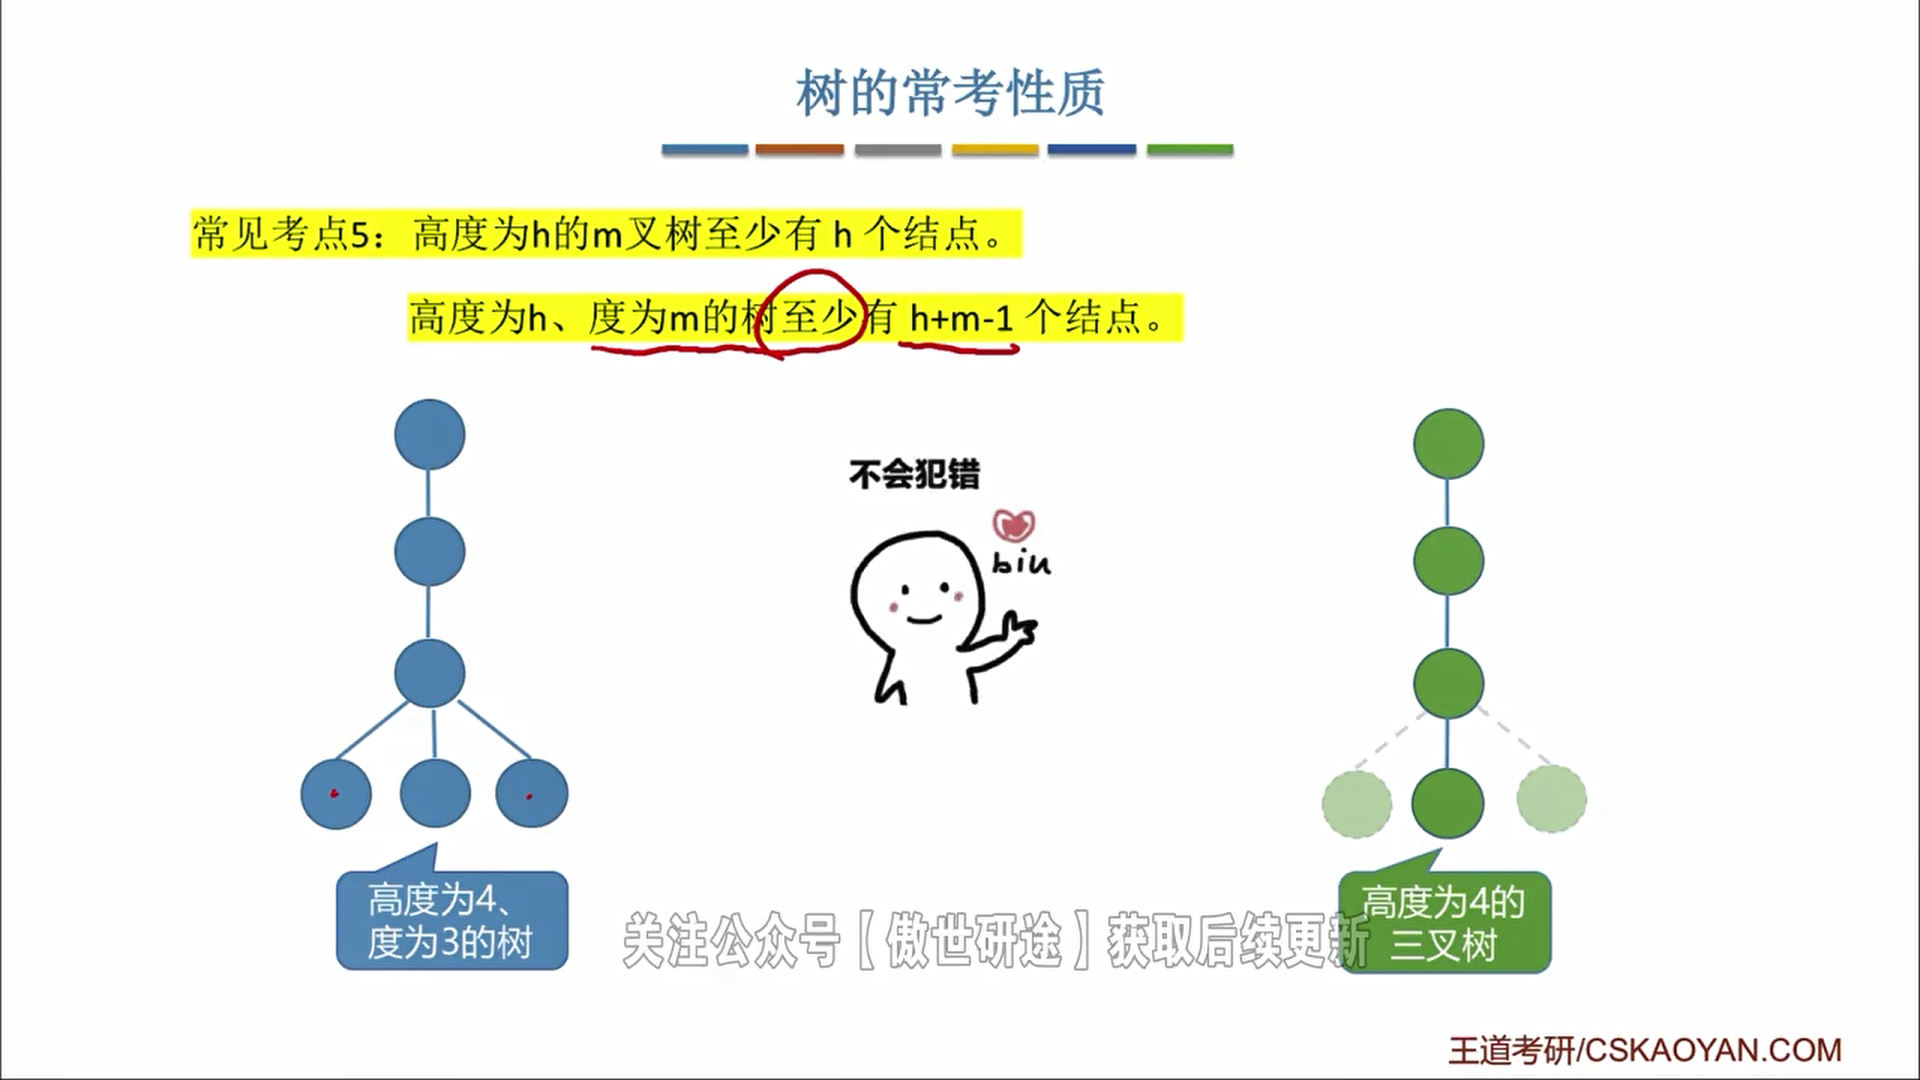 树的常考性质
常见考点5：高度为h的m叉树至少有 h 个结点。
高度为h、度为m的树至少有 h+m-1 个结点。
不会犯错
biu
高度为4、
度为3的树
关注公众号【傲世研途】获取后续更新
高度为4的
三叉树
王道考研/CSKAOYAN.COM